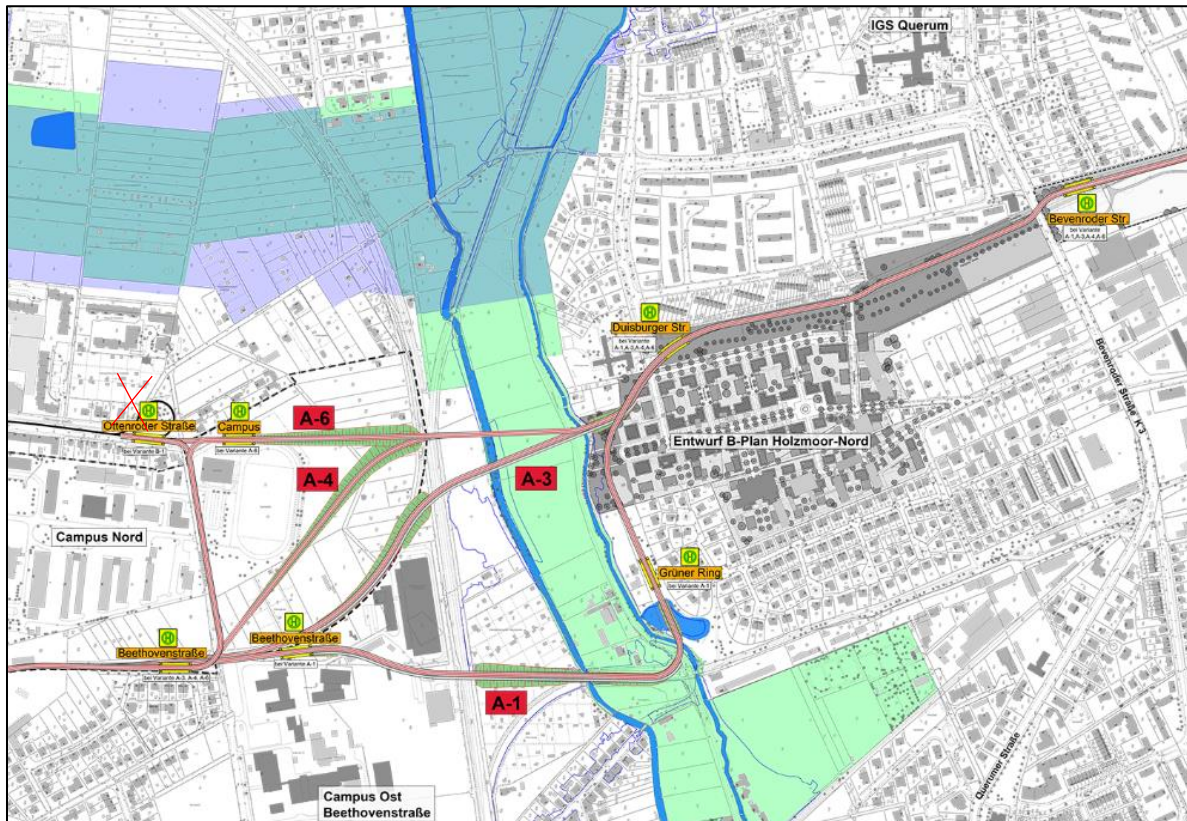 IGS Querum
H
Bevenroder Str.
bei Variante
A-1,A-3,A-4,A-6
H
Duisburger Str.
bei Variante
A-1,A-3,A-4,A-6
Bevenroder Straße K 3
H
Ottenroder Straße
bei Variante B-1
H
Campus
bei Variante A-6
A-6
A-4
A-3
Entwurf B-Plan Holzmoor-Nord
Campus Nord
H
Grüner Ring
bei Variante A-1
H
Beethovenstraße
bei Variante A-3, A-4, A-6
H
Beethovenstraße
bei Variante A-1
A-1
Querumer Straße
Campus Ost
Beethovenstraße